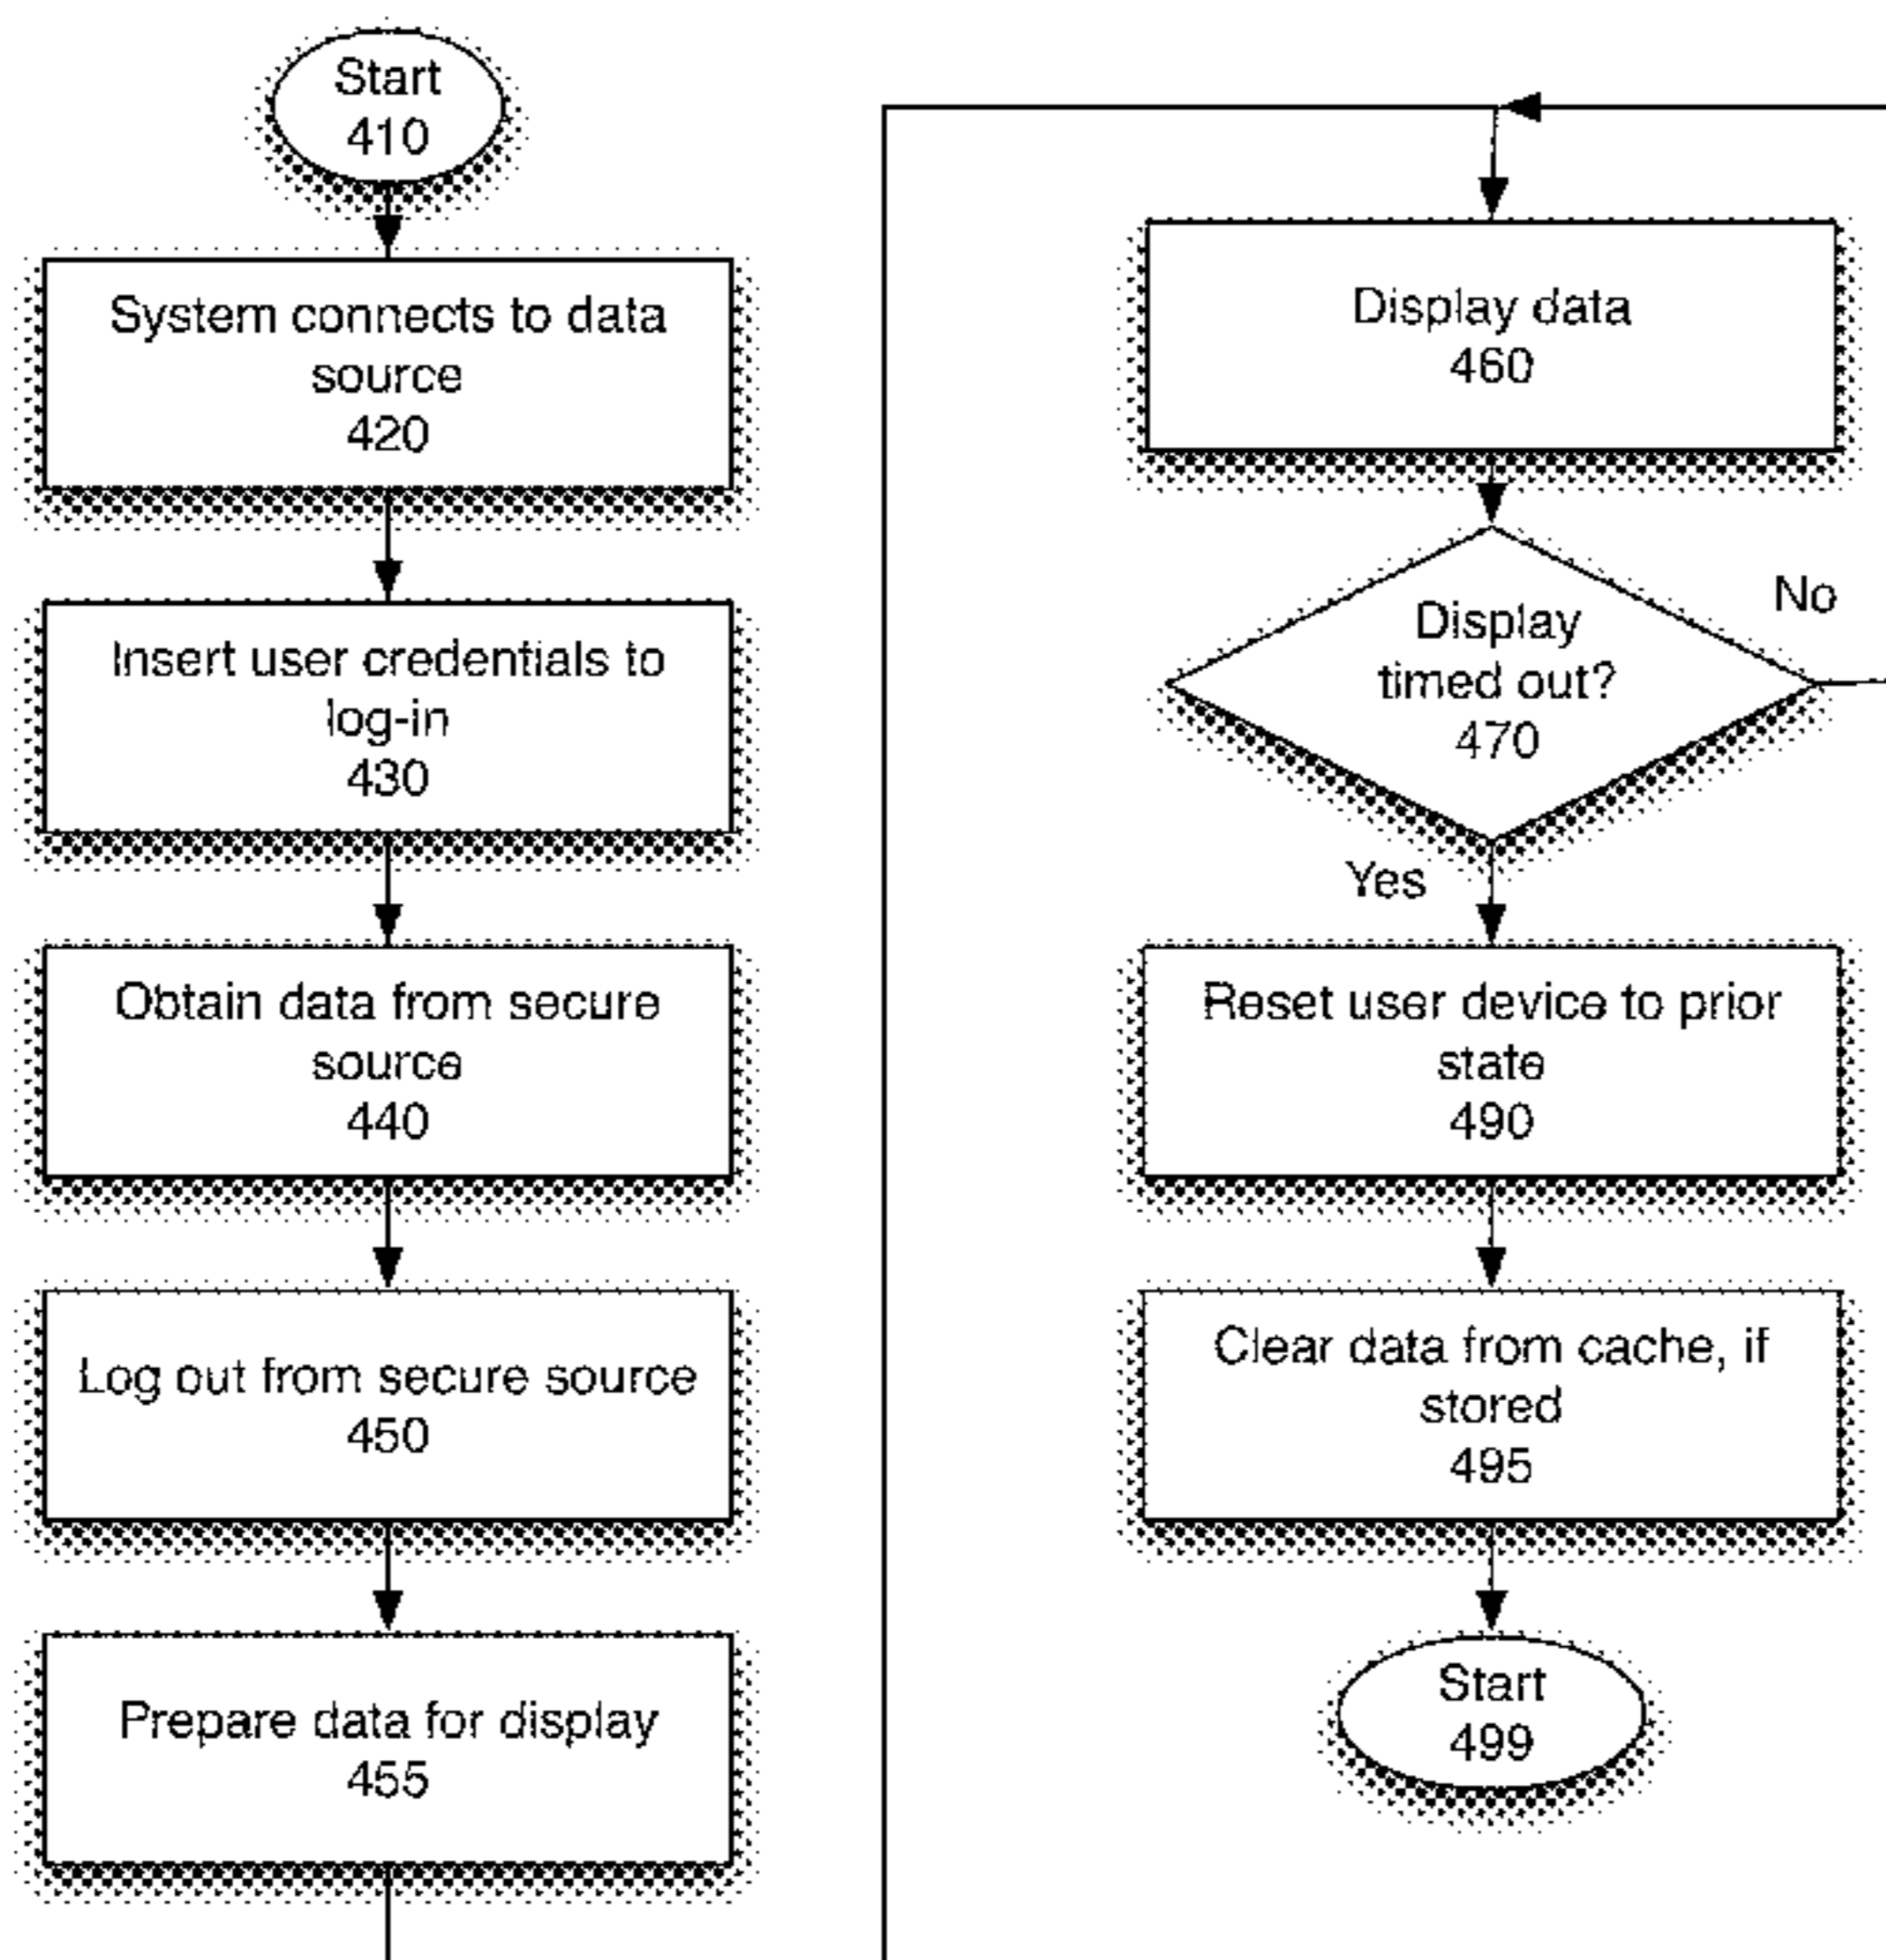 Start
410
System connects to data
source
420
Insert user credentials to
log-in
430
Obtain data from secure
source
440
Log out from secure source
450
Prepare data for display
455
Display data
460
Display
timed out?
470
No
Yes
Reset user device to prior
state
490
Clear data from cache, if
stored
495
Start
499